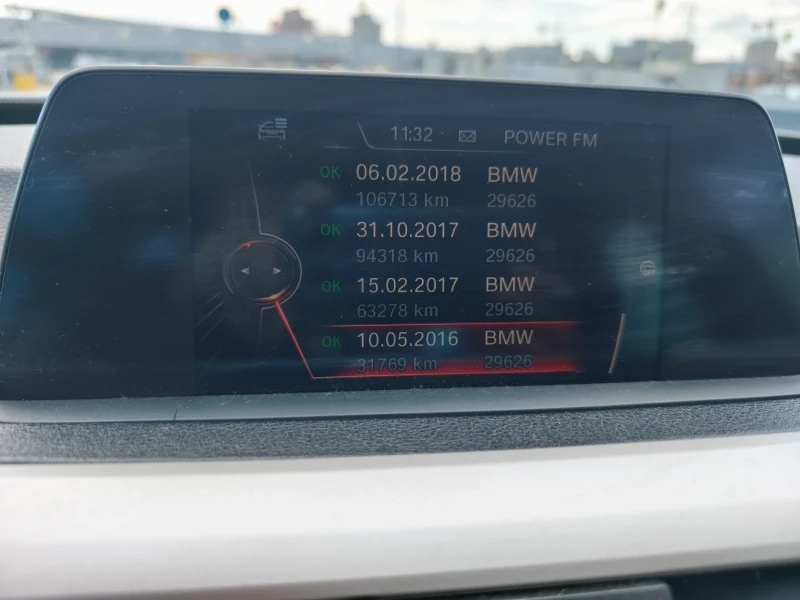 11:32 POWER FM
OK 06.02.2018 BMW
106713 km 29626
OK 31.10.2017 BMW
94318 km 29626
OK 15.02.2017 BMW
63278 km 29626
OK 10.05.2016 BMW
31769 km 29626